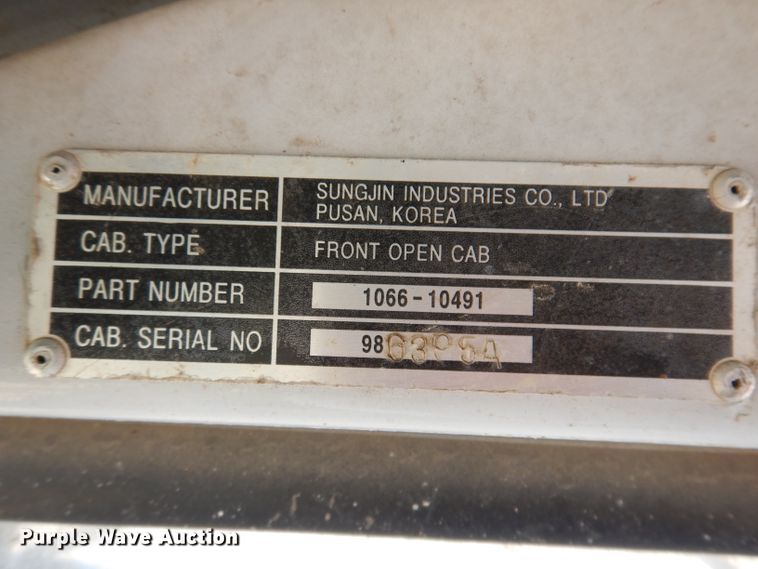 MANUFACTURER SUNGJIN INDUSTRIES CO., LTD
PUSAN, KOREA
CAB. TYPE FRONT OPEN CAB
PART NUMBER 1066-10491
CAB. SERIAL NO
Purple Wave Auction